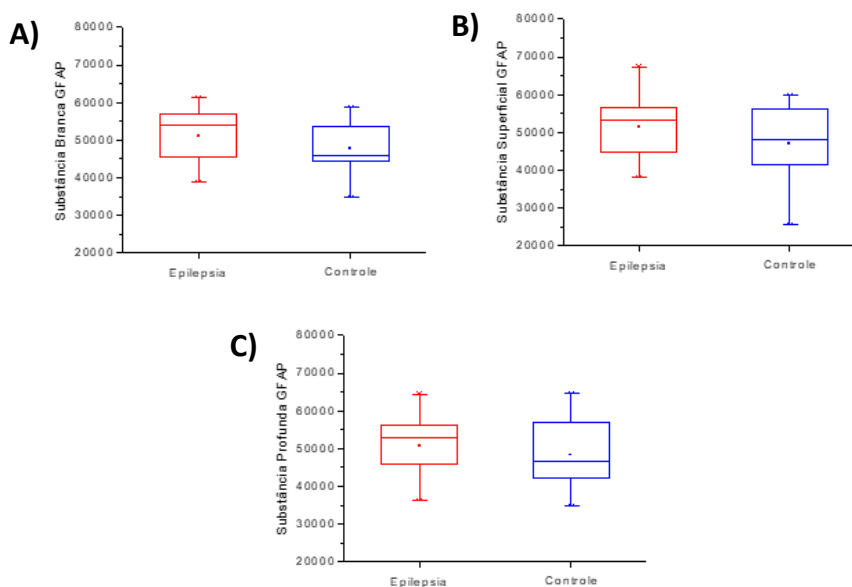 A)
Substância Branca GFAP
80000
70000
60000
50000
40000
30000
20000
Epilepsia Controle
B)
Substância Superficial GFAP
80000
70000
60000
50000
40000
30000
20000
Epilepsia Controle
C)
Substância Profunda GFAP
80000
70000
60000
50000
40000
30000
20000
Epilepsia Controle